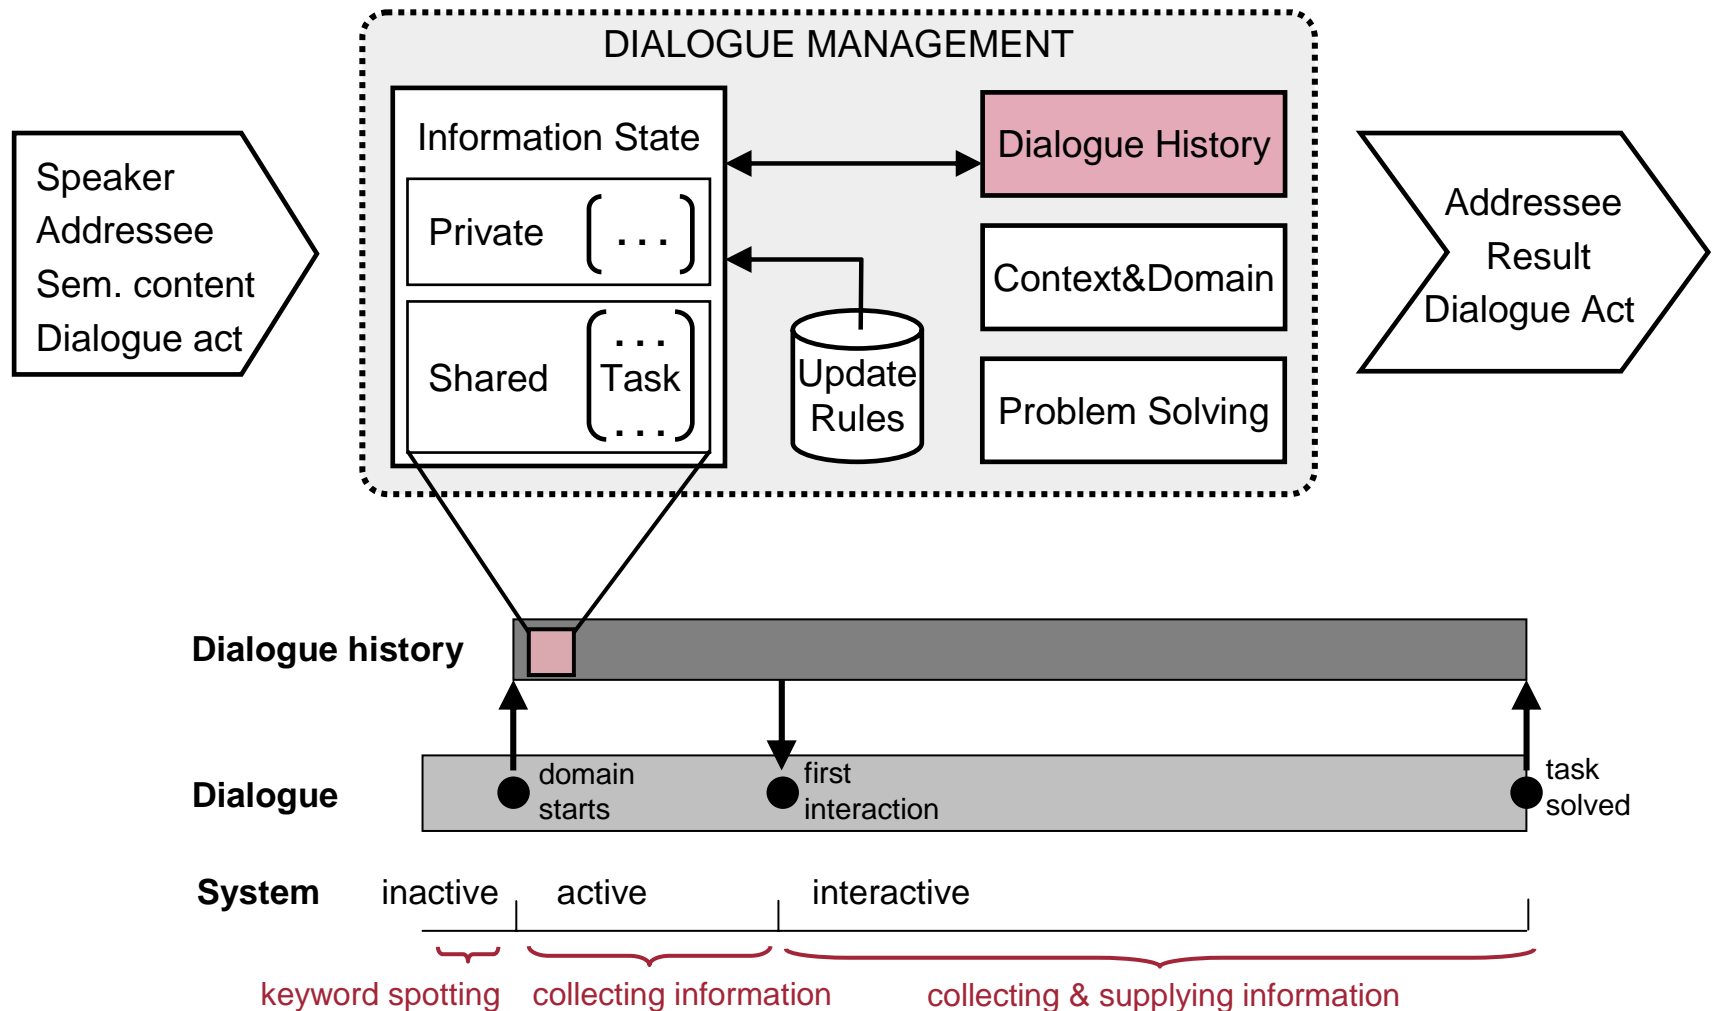 DIALOGUE MANAGEMENT
Speaker
Addressee
Sem. content
Dialogue act
Information State
Private
. . .
Shared
. . .
Task
. . .
Update
Rules
Dialogue History
Context&Domain
Problem Solving
Addressee
Result
Dialogue Act
Dialogue history
Dialogue
domain
starts
first
interaction
task
solved
System
inactive
active
interactive
keyword spotting
collecting information
collecting & supplying information